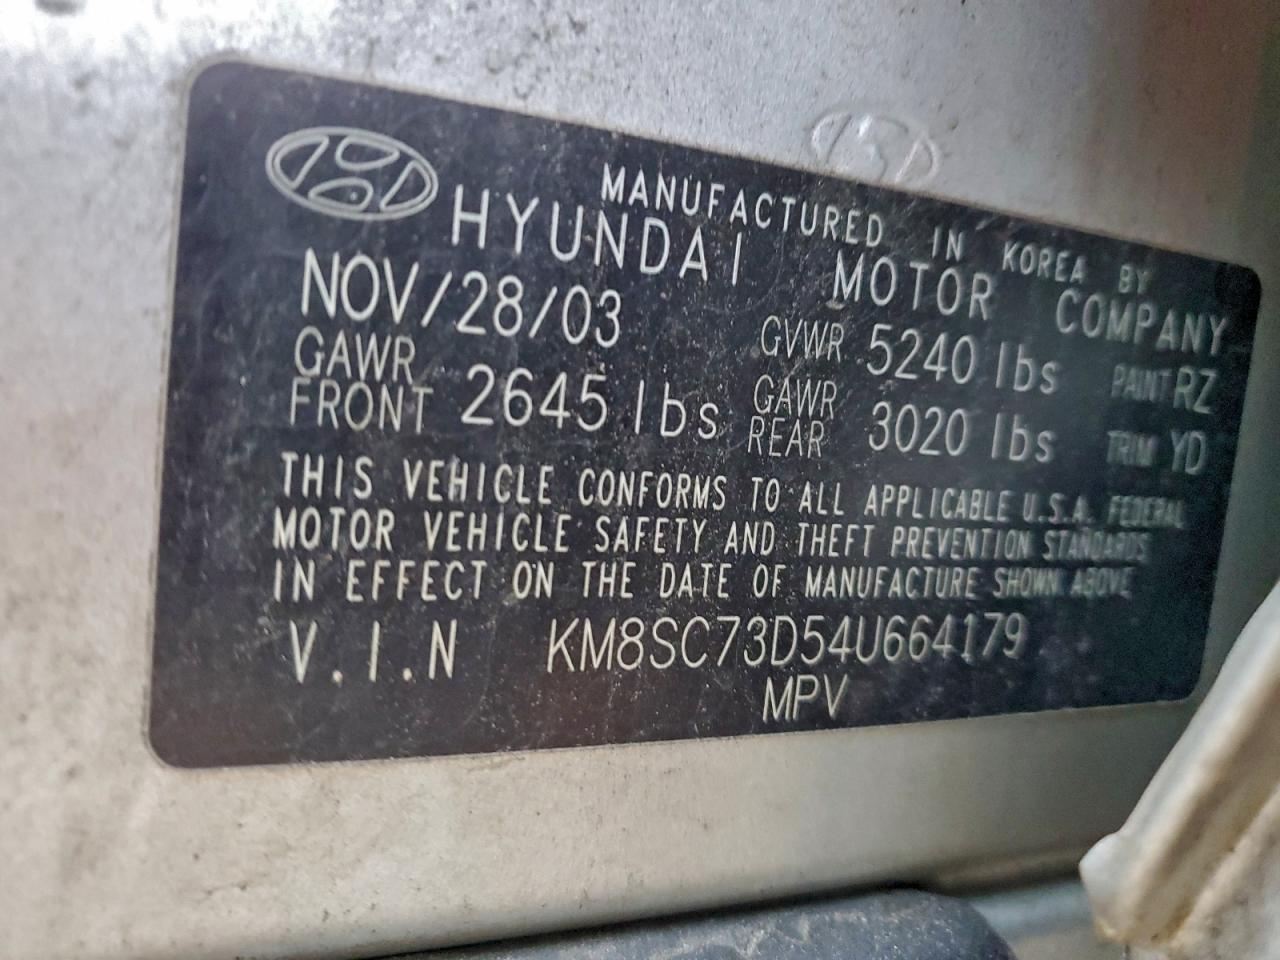 MANUFACTURED IN KOREA BY
HYUNDAI MOTOR COMPANY
NOV/28/03 GVWR 5240 lbs PAINT RZ
GAWR FRONT 2645 lbs GAWR REAR 3020 lbs TRIM YD
THIS VEHICLE CONFORMS TO ALL APPLICABLE U.S.A. FEDERAL
MOTOR VEHICLE SAFETY AND THEFT PREVENTION STANDARDS
IN EFFECT ON THE DATE OF MANUFACTURE SHOWN ABOVE
V.I.N KM8SC73D54U664179
MPV